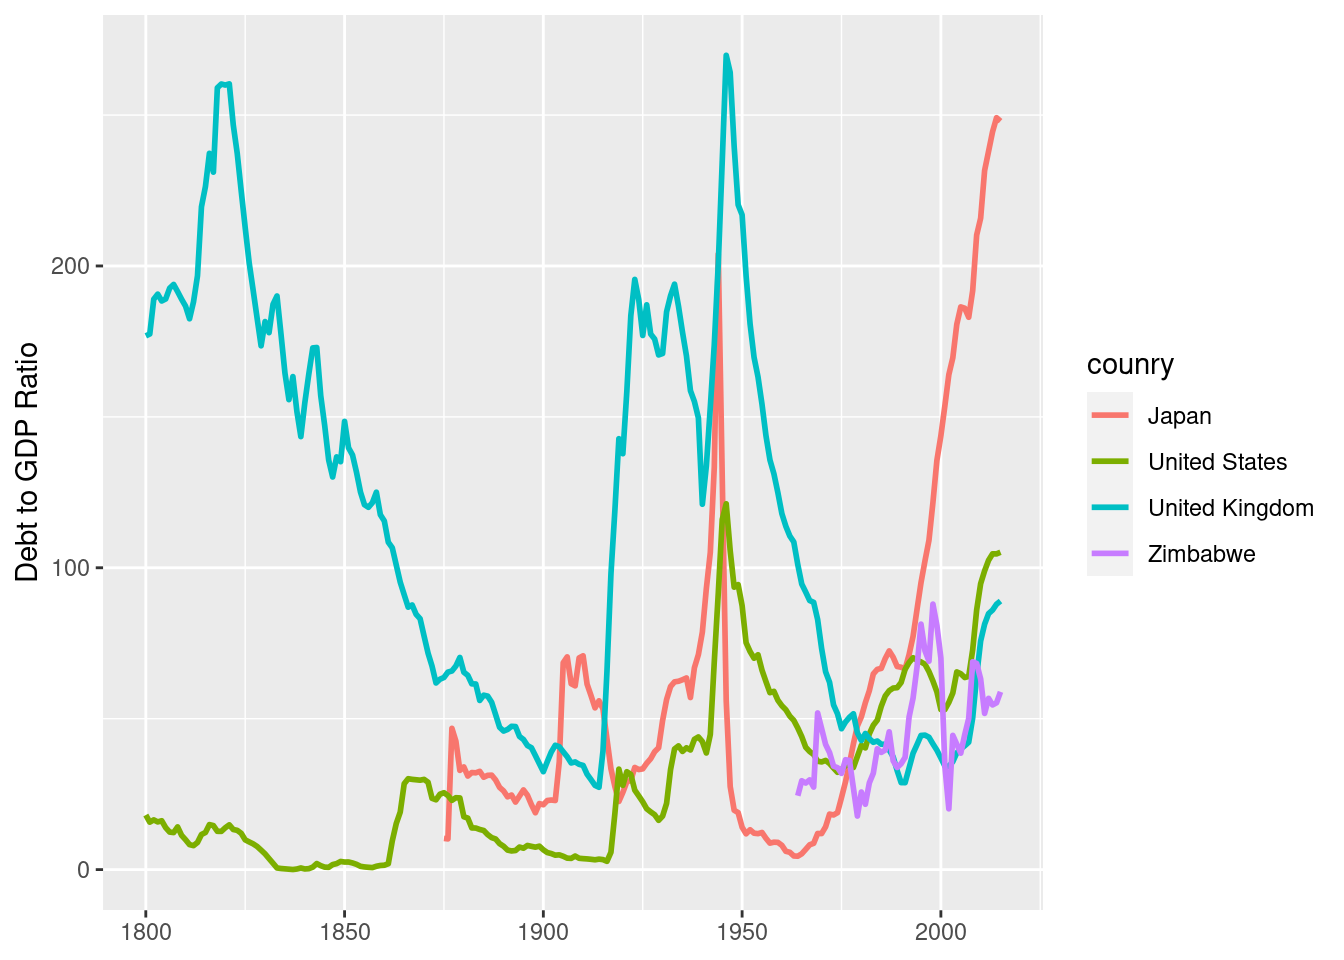 Debt to GDP Ratio
200
100
0
1800
1850
1900
1950
2000
counry
Japan
United States
United Kingdom
Zimbabwe